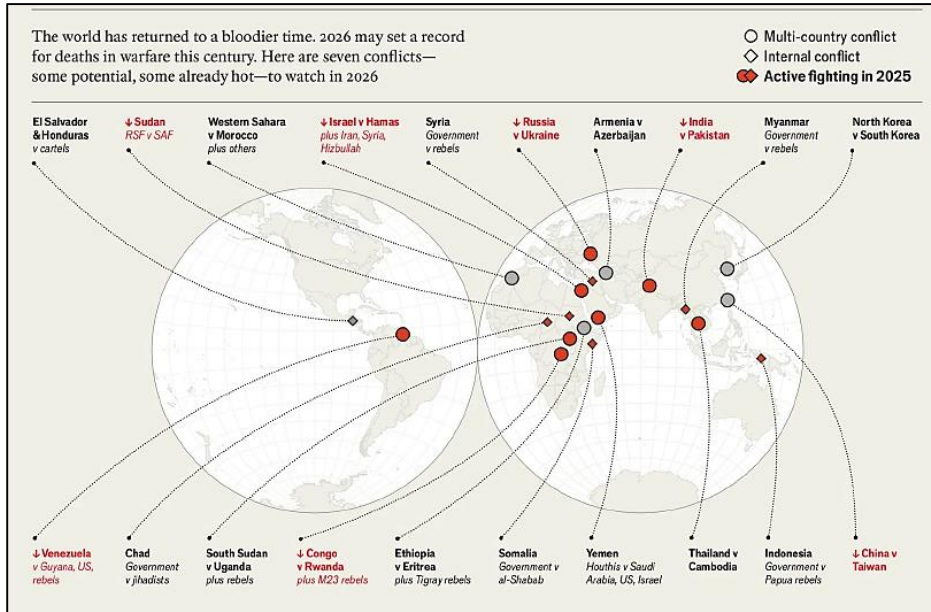 The world has returned to a bloodier time. 2026 may set a record
for deaths in warfare this century. Here are seven conflicts—
some potential, some already hot—to watch in 2026
Multi-country conflict
Internal conflict
Active fighting in 2025
El Salvador
& Honduras
v cartels
↓ Sudan
RSF v SAF
Western Sahara
v Morocco
plus others
↓ Israel v Hamas
plus Iran, Syria,
Hizbullah
Syria
Government
v rebels
↓ Russia
v Ukraine
Armenia v
Azerbaijan
↓ India
v Pakistan
Myanmar
Government
v rebels
North Korea
v South Korea
↓ Venezuela
v Guyana, US,
rebels
Chad
Government
v jihadists
South Sudan
v Uganda
plus rebels
↓ Congo
v Rwanda
plus M23 rebels
Ethiopia
v Eritrea
plus Tigray rebels
Somalia
Government v
al-Shabab
Yemen
Houthis v Saudi
Arabia, US, Israel
Thailand v
Cambodia
Indonesia
Government v
Papua rebels
↓ China v
Taiwan